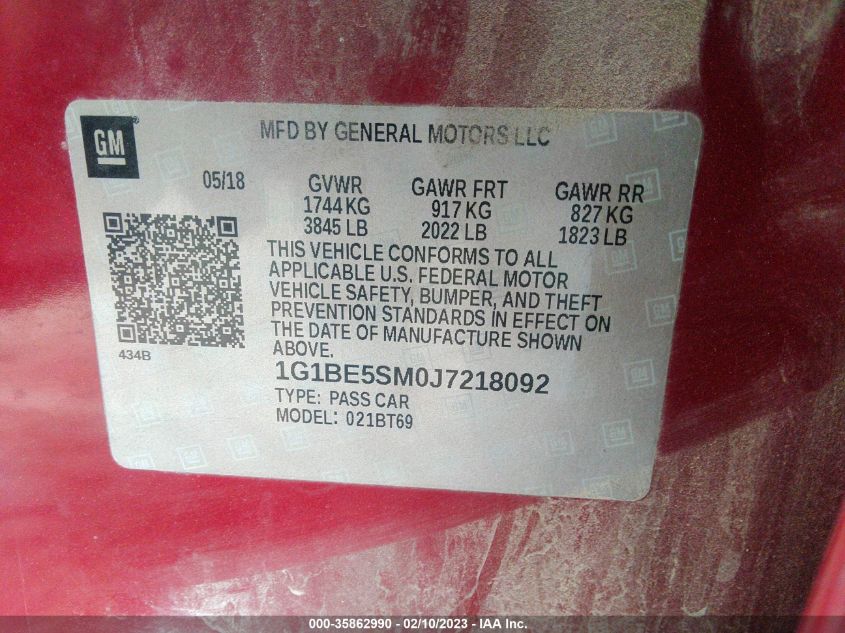 GM
MFD BY GENERAL MOTORS LLC
05/18 GVWR GAWR FRT GAWR RR
1744 KG 917 KG 827 KG
3845 LB 2022 LB 1823 LB
THIS VEHICLE CONFORMS TO ALL
APPLICABLE U.S. FEDERAL MOTOR
VEHICLE SAFETY, BUMPER, AND THEFT
PREVENTION STANDARDS IN EFFECT ON
THE DATE OF MANUFACTURE SHOWN
ABOVE.
434B
1G1BE5SM0J7218092
TYPE: PASS CAR
MODEL: 021BT69
000-35862990 - 02/10/2023 - IAA Inc.